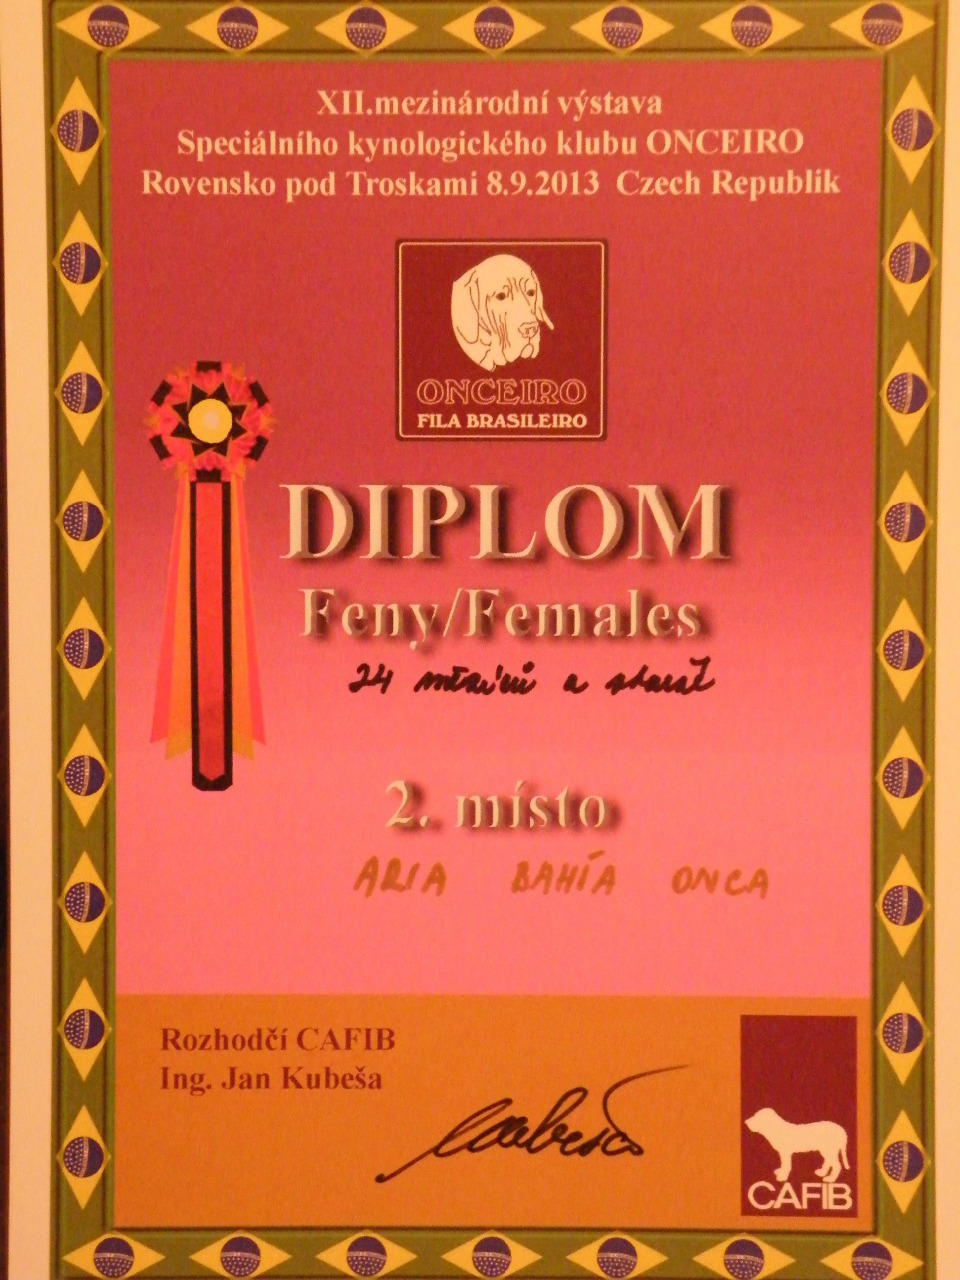 XII.mezinárodní výstava
Speciálního kynologického klubu ONCEIRO
Rovensko pod Troskami 8.9.2013 Czech Republik
ONCEIRO
FILA BRASILEIRO
DIPLOM
Feny/Females
24 měsíců a starší
2. místo
ARIA BAHÍA ONCA
Rozhodčí CAFIB
Ing. Jan Kubeša
CAFIB